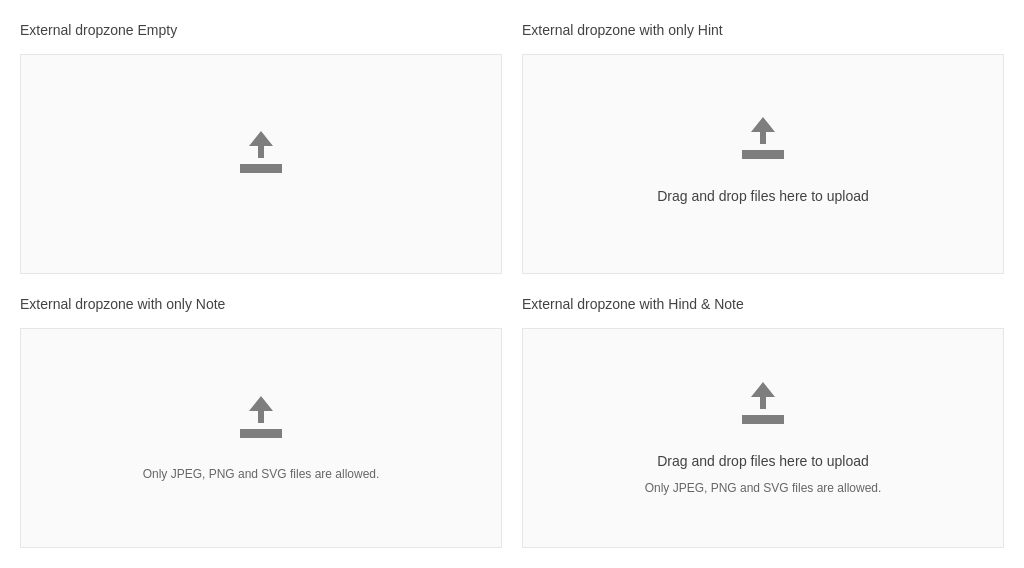 External dropzone Empty
External dropzone with only Hint
Drag and drop files here to upload
External dropzone with only Note
External dropzone with Hind & Note
Only JPEG, PNG and SVG files are allowed.
Drag and drop files here to upload
Only JPEG, PNG and SVG files are allowed.